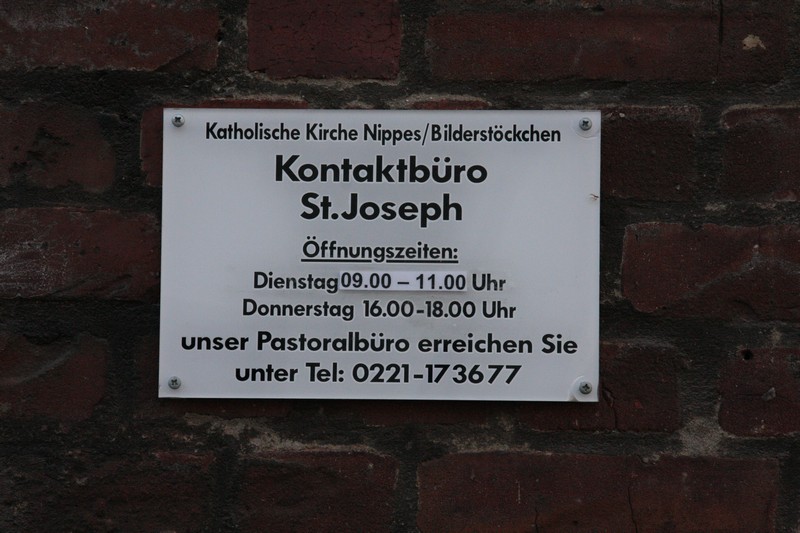 Katholische Kirche Nippes/Bilderstöckchen
Kontaktbüro
St.Joseph
Öffnungszeiten:
Dienstag 09.00 – 11.00 Uhr
Donnerstag 16.00-18.00 Uhr
unser Pastoralbüro erreichen Sie
unter Tel: 0221-173677